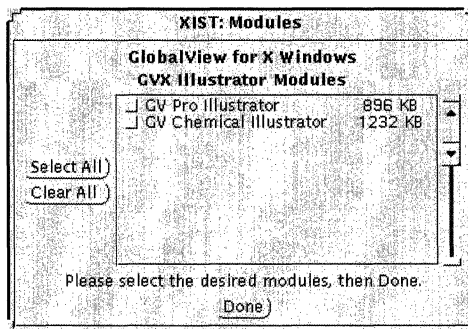 XIST: Modules
GlobalView for X Windows
GVX Illustrator Modules
GV Pro Illustrator 896 KB
GV Chemical Illustrator 1232 KB
Select All
Clear All
Please select the desired modules, then Done.
Done